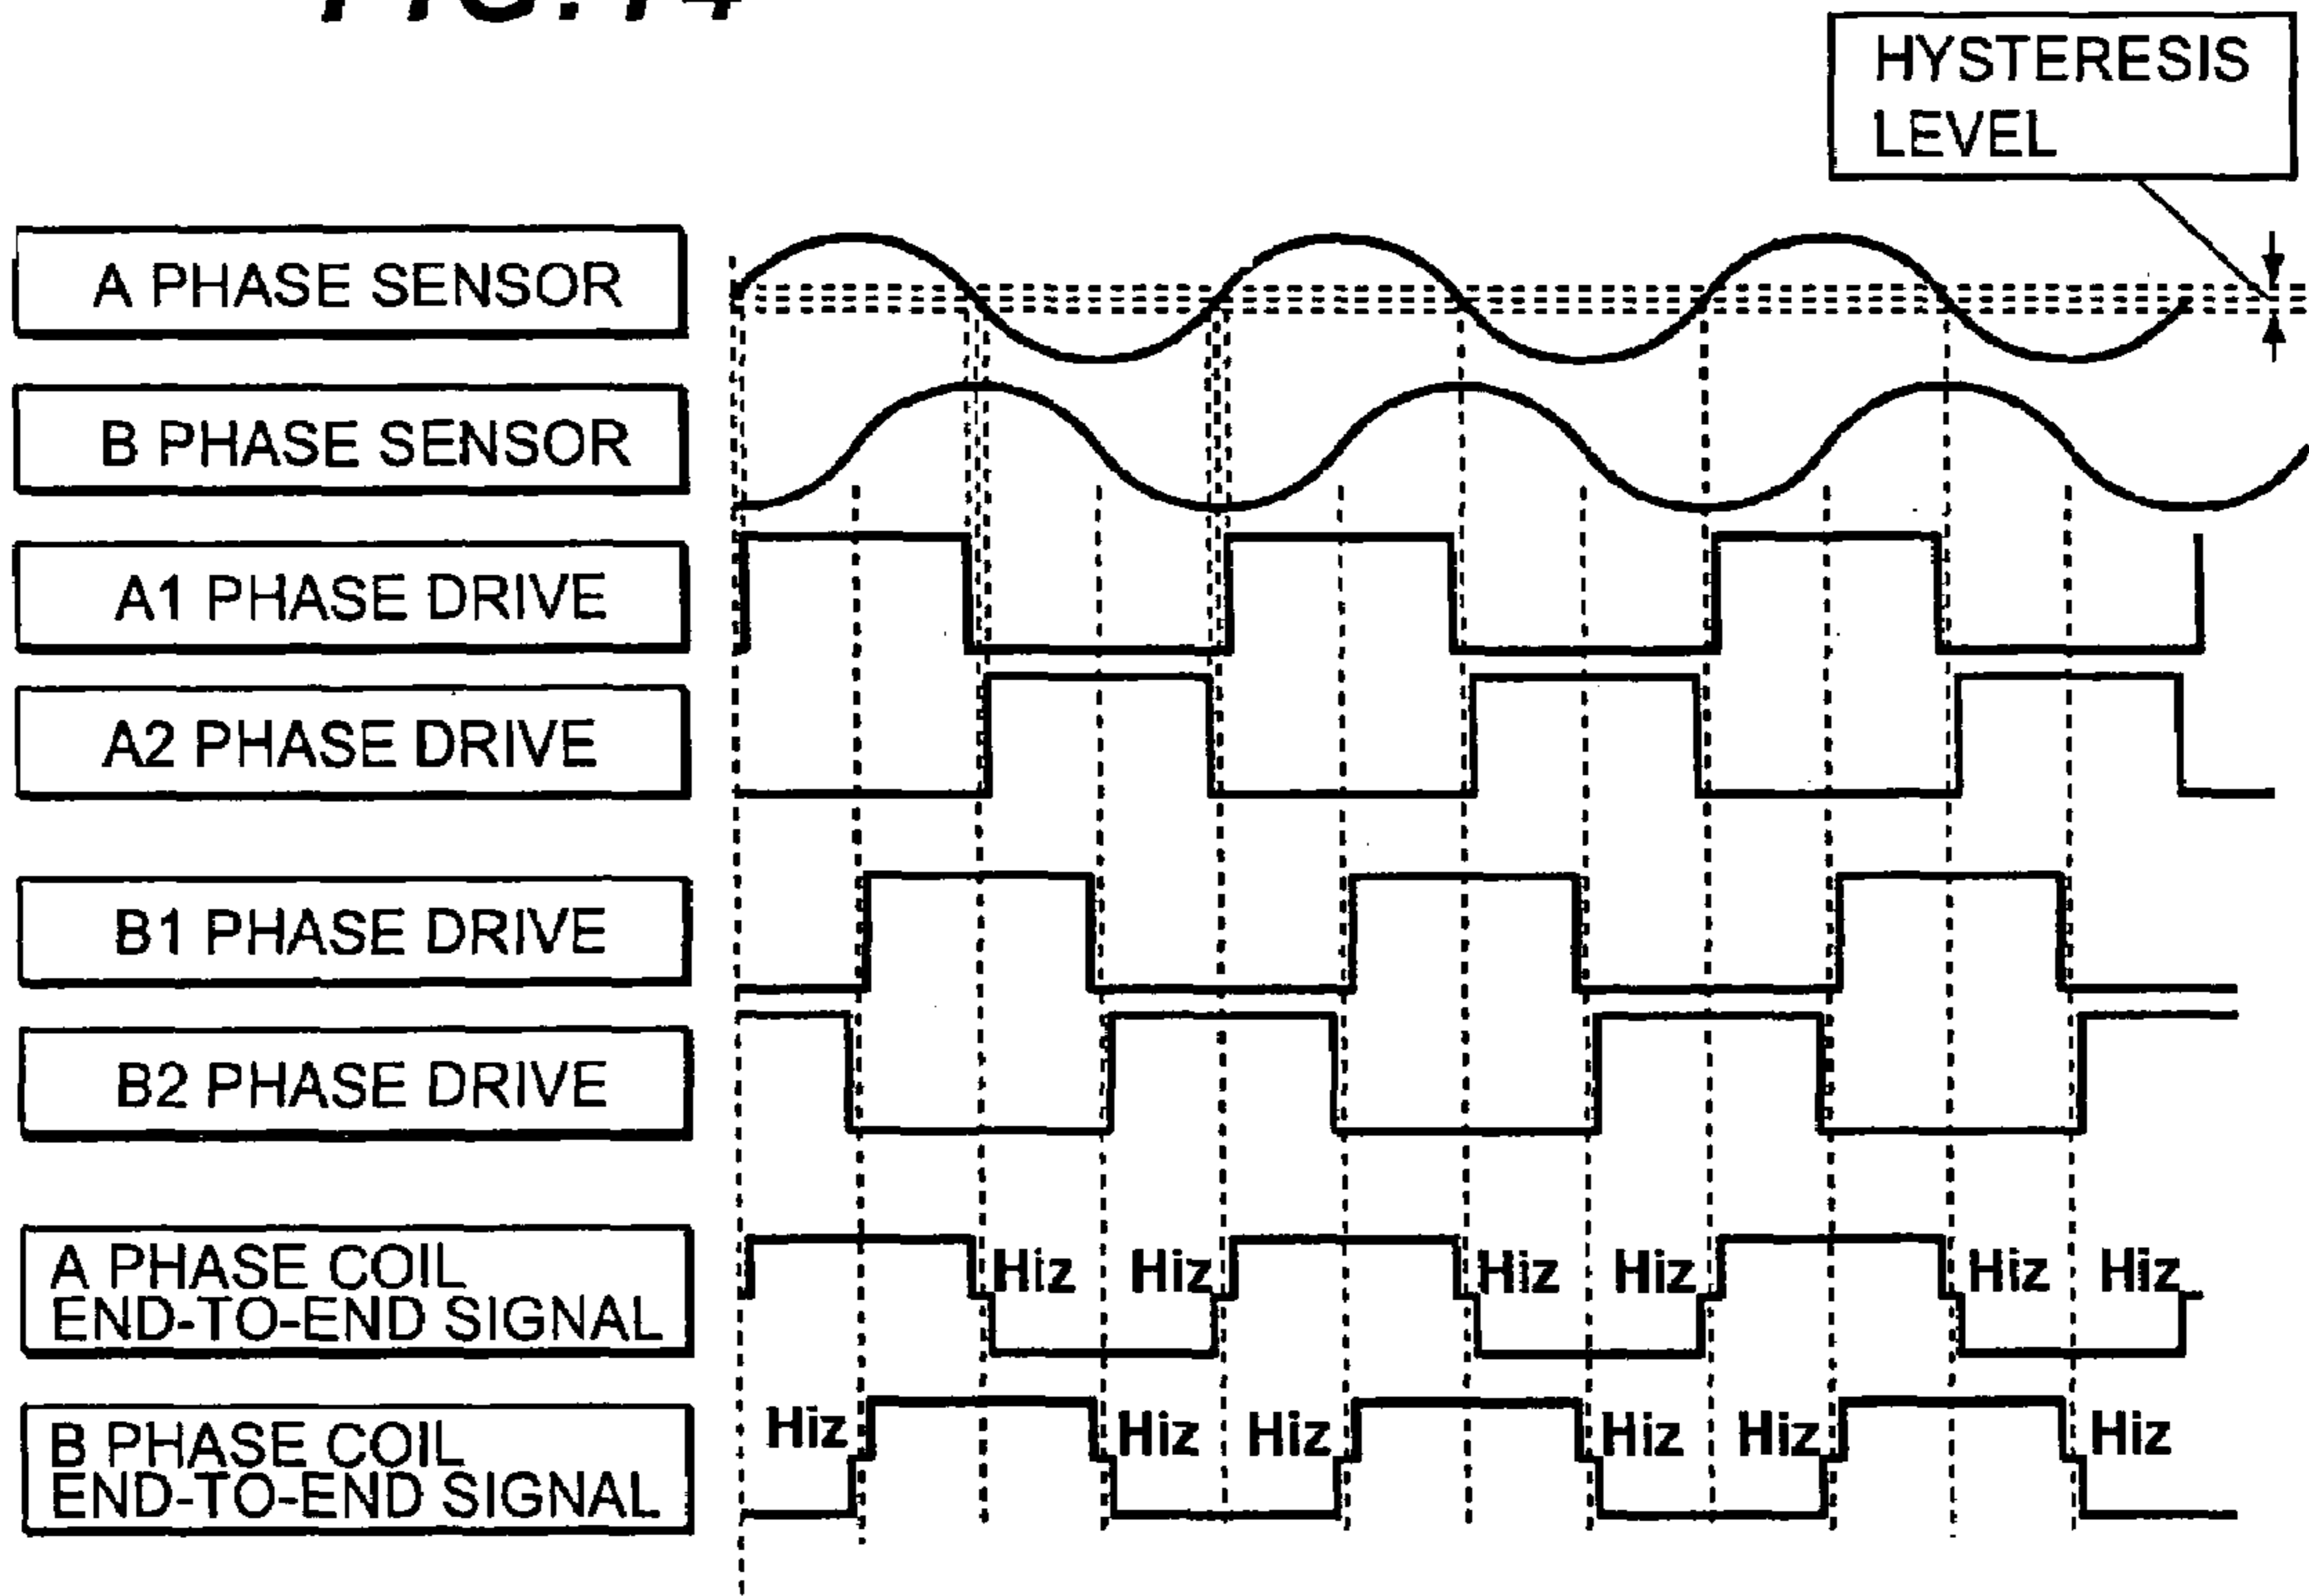 FIG.14
HYSTERESIS
LEVEL
A PHASE SENSOR
B PHASE SENSOR
A1 PHASE DRIVE
A2 PHASE DRIVE
B1 PHASE DRIVE
B2 PHASE DRIVE
A PHASE COIL
END-TO-END SIGNAL
Hiz Hiz Hiz Hiz Hiz Hiz
B PHASE COIL
END-TO-END SIGNAL
Hiz Hiz Hiz Hiz Hiz Hiz